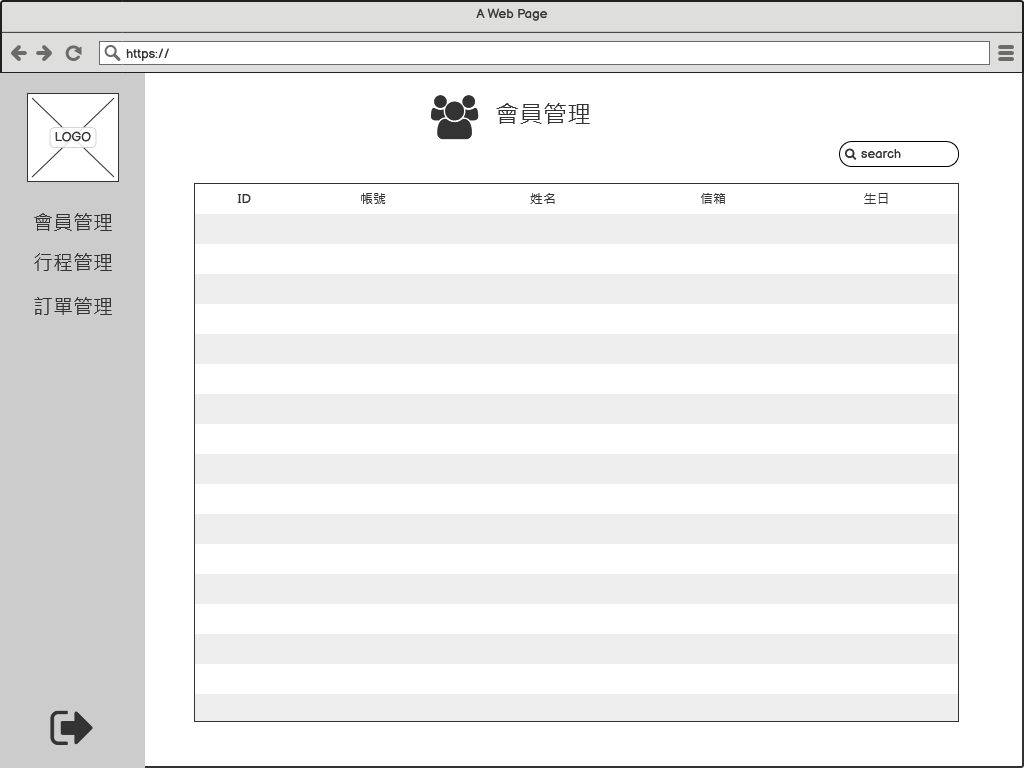 A Web Page
https://
LOGO
會員管理
行程管理
訂單管理
會員管理
search
ID 帳號 姓名 信箱 生日